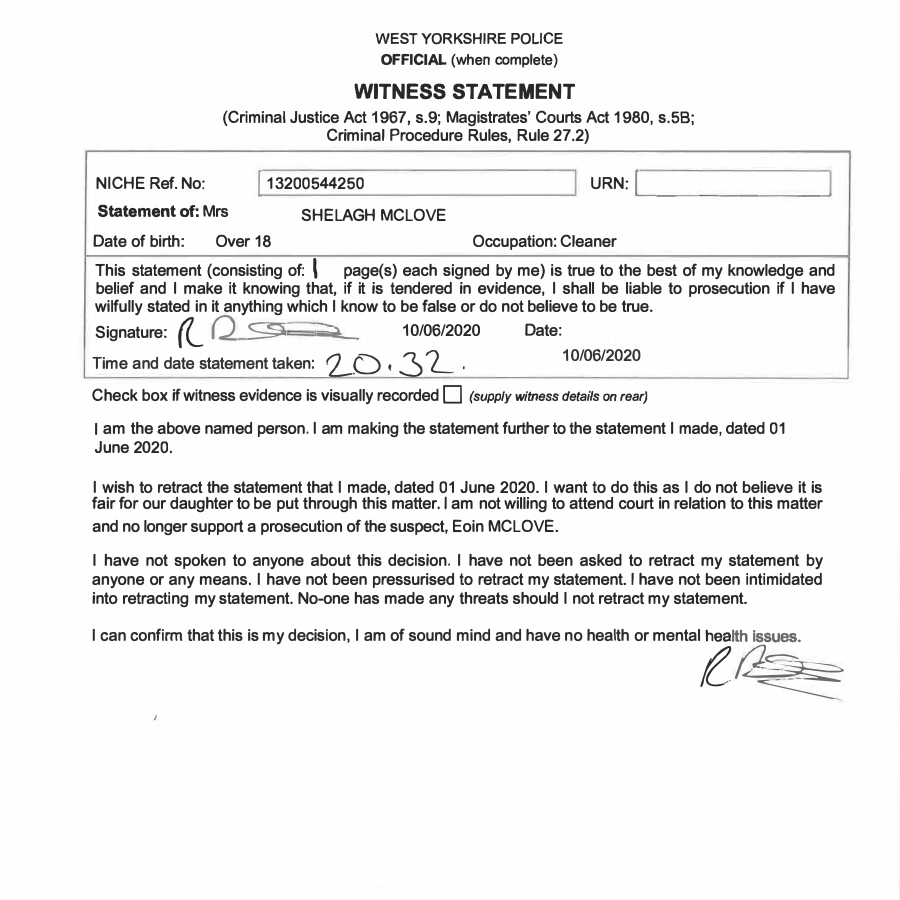 WEST YORKSHIRE POLICE
OFFICIAL (when complete)
WITNESS STATEMENT
(Criminal Justice Act 1967, s.9; Magistrates' Courts Act 1980, s.5B;
Criminal Procedure Rules, Rule 27.2)
NICHE Ref. No: 13200544250 URN:
Statement of: Mrs SHELAGH MCLOVE
Date of birth: Over 18 Occupation: Cleaner
This statement (consisting of: 1 page(s) each signed by me) is true to the best of my knowledge and
belief and I make it knowing that, if it is tendered in evidence, I shall be liable to prosecution if I have
wilfully stated in it anything which I know to be false or do not believe to be true.
Signature: 10/06/2020 Date:
Time and date statement taken: 20.32. 10/06/2020
Check box if witness evidence is visually recorded (supply witness details on rear)
I am the above named person. I am making the statement further to the statement I made, dated 01
June 2020.
I wish to retract the statement that I made, dated 01 June 2020. I want to do this as I do not believe it is
fair for our daughter to be put through this matter. I am not willing to attend court in relation to this matter
and no longer support a prosecution of the suspect, Eoin MCLOVE.
I have not spoken to anyone about this decision. I have not been asked to retract my statement by
anyone or any means. I have not been pressurised to retract my statement. I have not been intimidated
into retracting my statement. No-one has made any threats should I not retract my statement.
I can confirm that this is my decision, I am of sound mind and have no health or mental health issues.